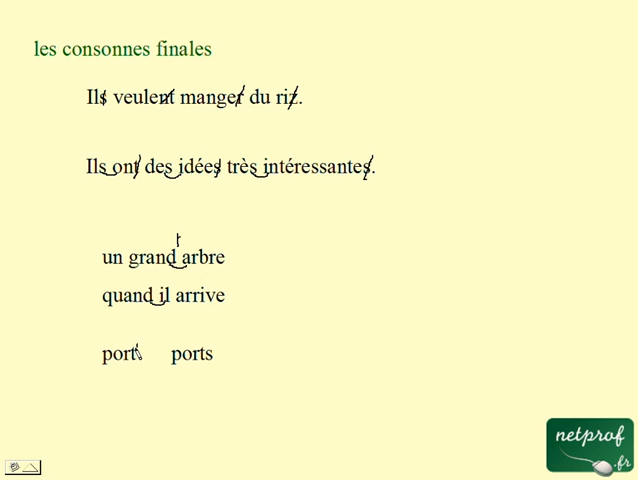 les consonnes finales
Ils veulent manger du riz.
Ils ont des idées très intéressantes.
t
un grand arbre
quand il arrive
port ports
netprof
.fr